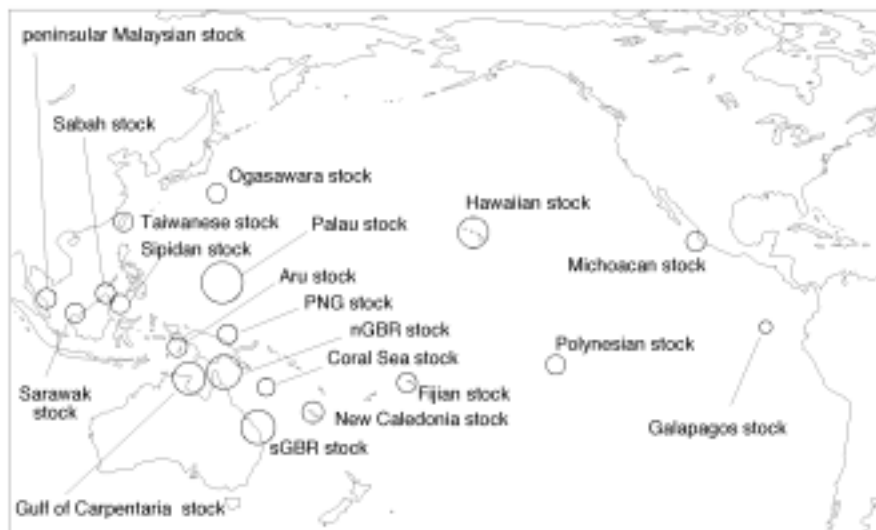 peninsular Malaysian stock
Sabah stock
Ogasawara stock
Hawaiian stock
Taiwanese stock
Palau stock
Sipidan stock
Michoacan stock
Aru stock
PNG stock
nGBR stock
Coral Sea stock
Polynesian stock
Sarawak
stock
Fijian stock
New Caledonia stock
Galapagos stock
sGBR stock
Gulf of Carpentaria stock